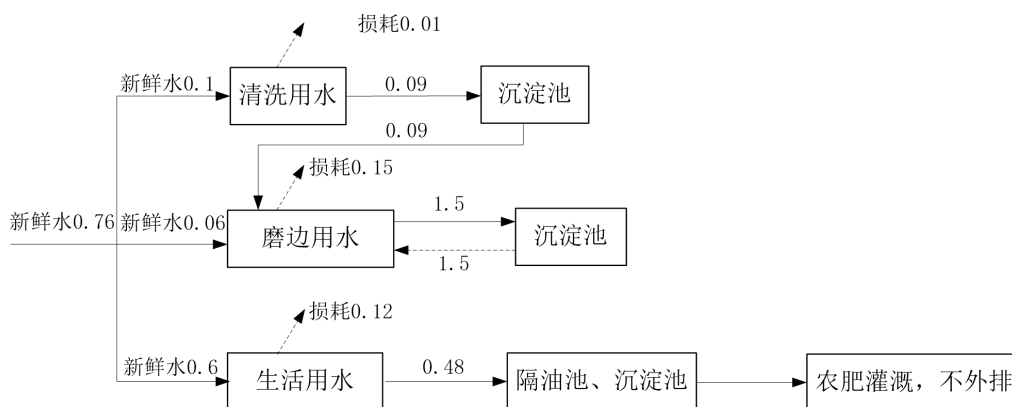 损耗0.01
新鲜水0.1
清洗用水
0.09
沉淀池
0.09
损耗0.15
新鲜水0.76
新鲜水0.06
磨边用水
1.5
沉淀池
1.5
损耗0.12
新鲜水0.6
生活用水
0.48
隔油池、沉淀池
农肥灌溉，不外排